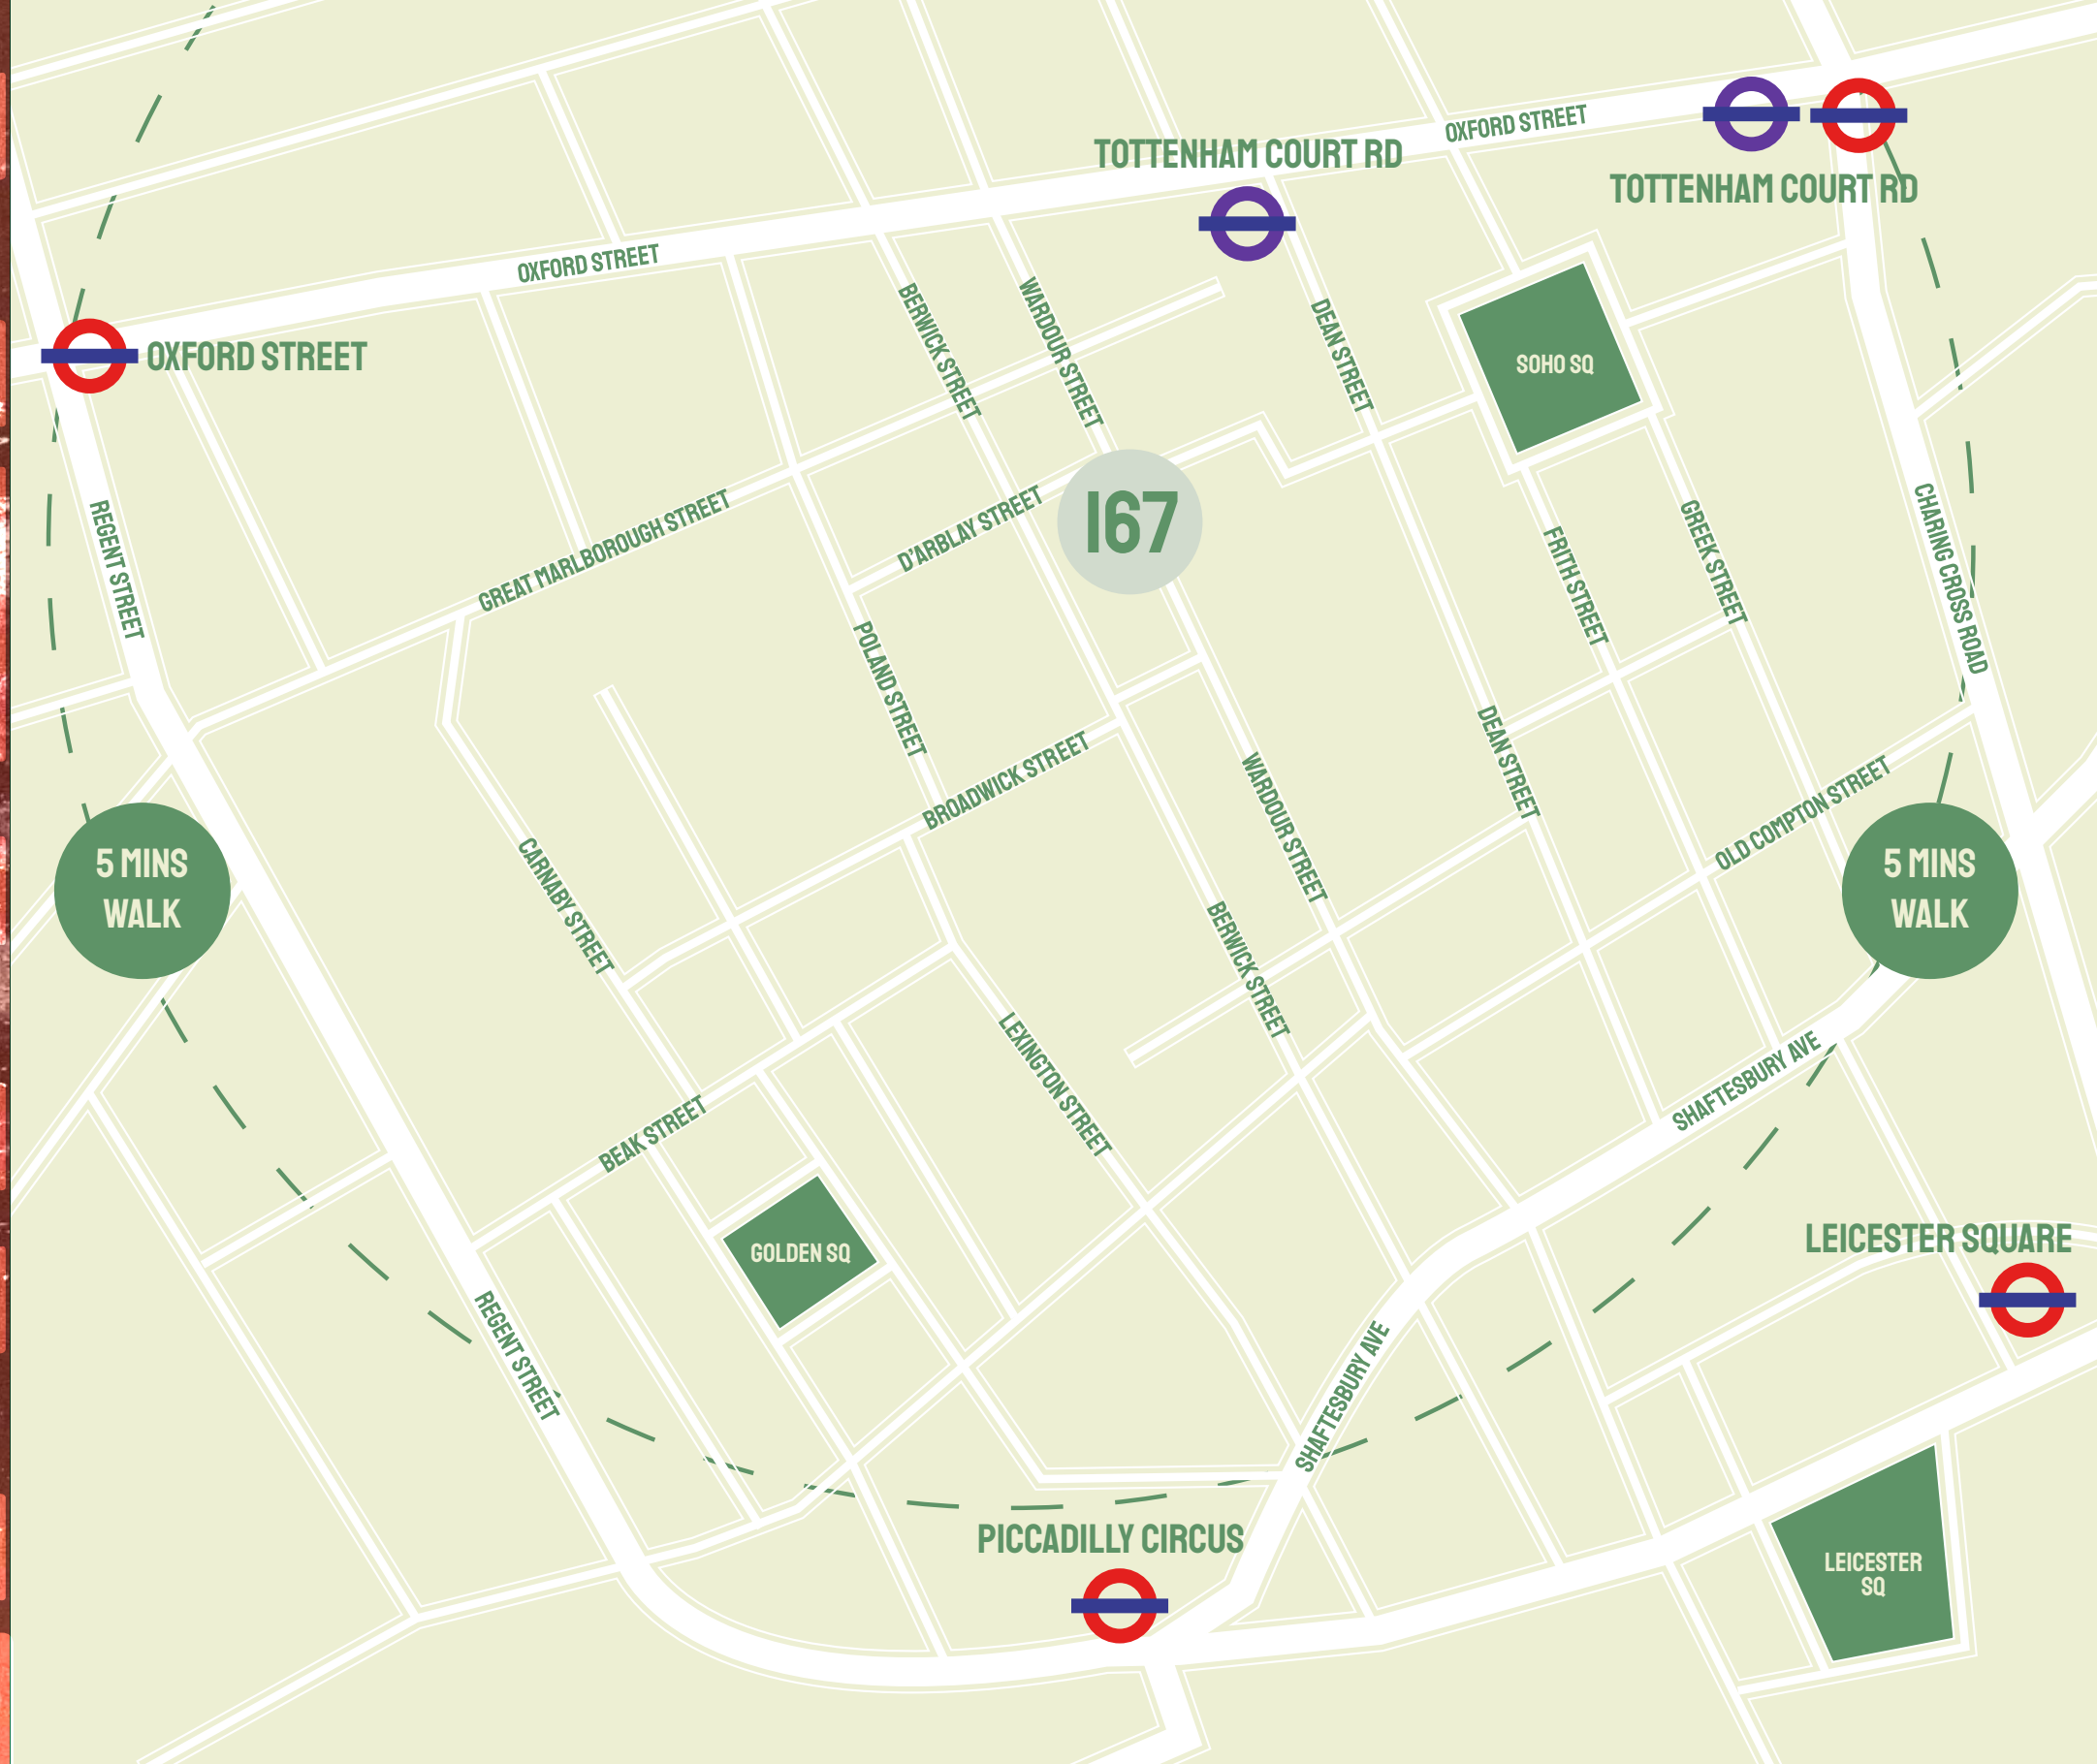 OXFORD STREET
TOTTENHAM COURT RD
TOTTENHAM COURT RD
OXFORD STREET
OXFORD STREET
BERWICK STREET
WARDOUR STREET
DEAN STREET
SOHO SQ
REGENT STREET
GREAT MARLBOROUGH STREET
D'ARBLAY STREET
167
FRITH STREET
GREEK STREET
CHARING CROSS ROAD
POLAND STREET
BROADWICK STREET
WARDOUR STREET
DEAN STREET
OLD COMPTON STREET
5 MINS
WALK
CARNABY STREET
BERWICK STREET
5 MINS
WALK
LEXINGTON STREET
BEAK STREET
SHAFTESBURY AVE
GOLDEN SQ
LEICESTER SQUARE
REGENT STREET
SHAFTESBURY AVE
PICCADILLY CIRCUS
LEICESTER
SQ